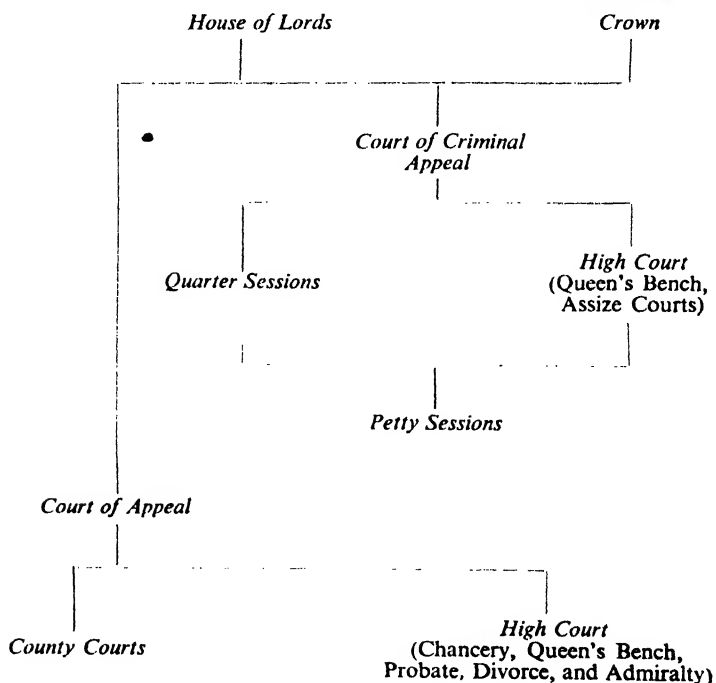 House of Lords
Crown
Court of Criminal
Appeal
Quarter Sessions
High Court
(Queen's Bench,
Assize Courts)
Petty Sessions
Court of Appeal
County Courts
High Court
(Chancery, Queen's Bench,
Probate, Divorce, and Admiralty)